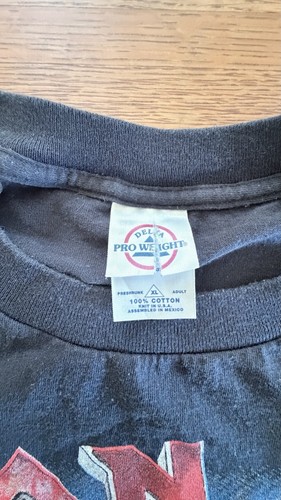 DELTA
PRO WEIGHT
PRESHRUNK XL ADULT
100% COTTON
KNIT IN U.S.A.
ASSEMBLED IN MEXICO